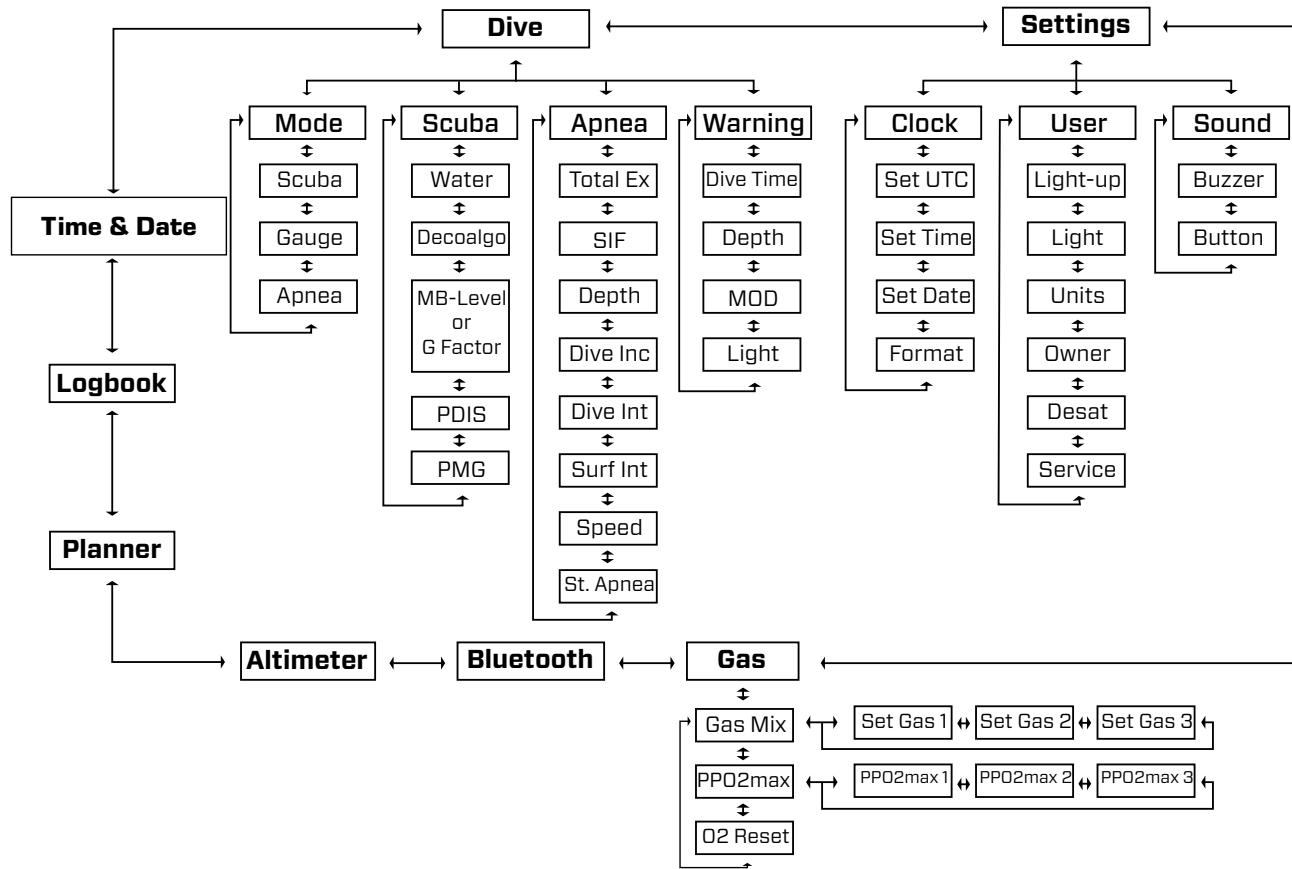 Dive
Settings
Mode
Scuba
Apnea
Warning
Clock
User
Sound
Scuba
Water
Total Ex
Dive Time
Set UTC
Light-up
Buzzer
Time & Date
Gauge
Decoalgo
SIF
Depth
Set Time
Light
Button
Apnea
MB-Level
or
G Factor
Depth
MOD
Set Date
Units
Dive Inc
Light
Format
Owner
Logbook
PDIS
Dive Int
Desat
PMG
Surf Int
Service
Speed
Planner
St. Apnea
Altimeter
Bluetooth
Gas
Gas Mix
Set Gas 1
Set Gas 2
Set Gas 3
PPO2max
PPO2max 1
PPO2max 2
PPO2max 3
O2 Reset